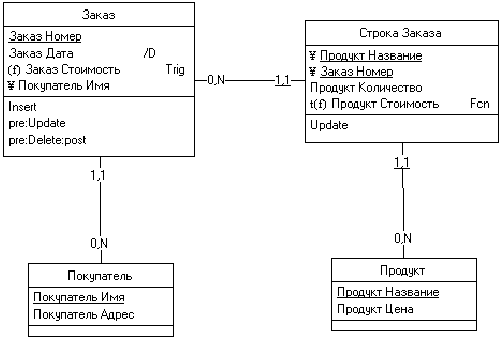 Заказ
Заказ Номер
Заказ Дата /D
(f) Заказ Стоимость Trig
¥ Покупатель Имя
Insert
pre:Update
pre:Delete:post
0,N 1,1
Строка Заказа
¥ Продукт Название
¥ Заказ Номер
Продукт Количество
t(f) Продукт Стоимость Fcn
Update
1,1
0,N
Покупатель
Покупатель Имя
Покупатель Адрес
1,1
0,N
Продукт
Продукт Название
Продукт Цена